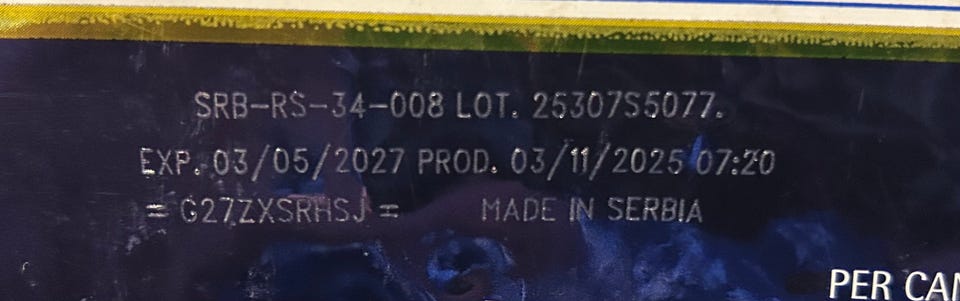 SRB-RS-34-008 LOT. 25307S5077.
EXP. 03/05/2027 PROD. 03/11/2025 07:20
= G27ZXSRHSJ = MADE IN SERBIA
PER CAN